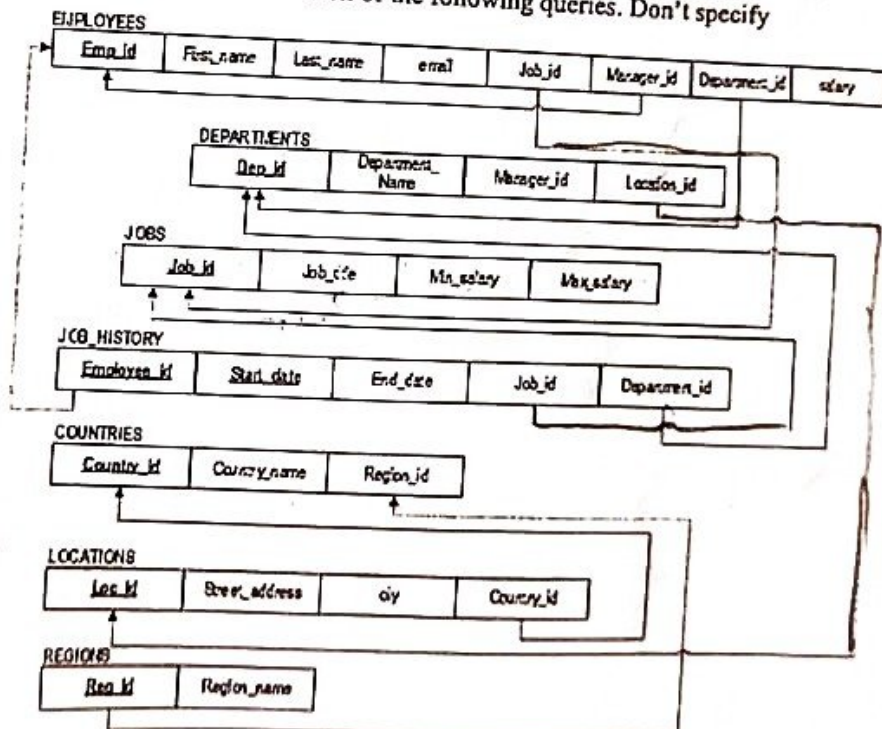 of the following queries. Don't specify
EMPLOYEES
Emp_id First_name Last_name email Job_id Manager_id Department_id salary
DEPARTMENTS
Dep_id Department_ Name Manager_id Location_id
JOBS
Job_id Job_title Min_salary Max_salary
JOB_HISTORY
Employee_id Start_date End_date Job_id Department_id
COUNTRIES
Country_id Country_name Region_id
LOCATIONS
Loc_id Street_address city Country_id
REGIONS
Reg_id Region_name